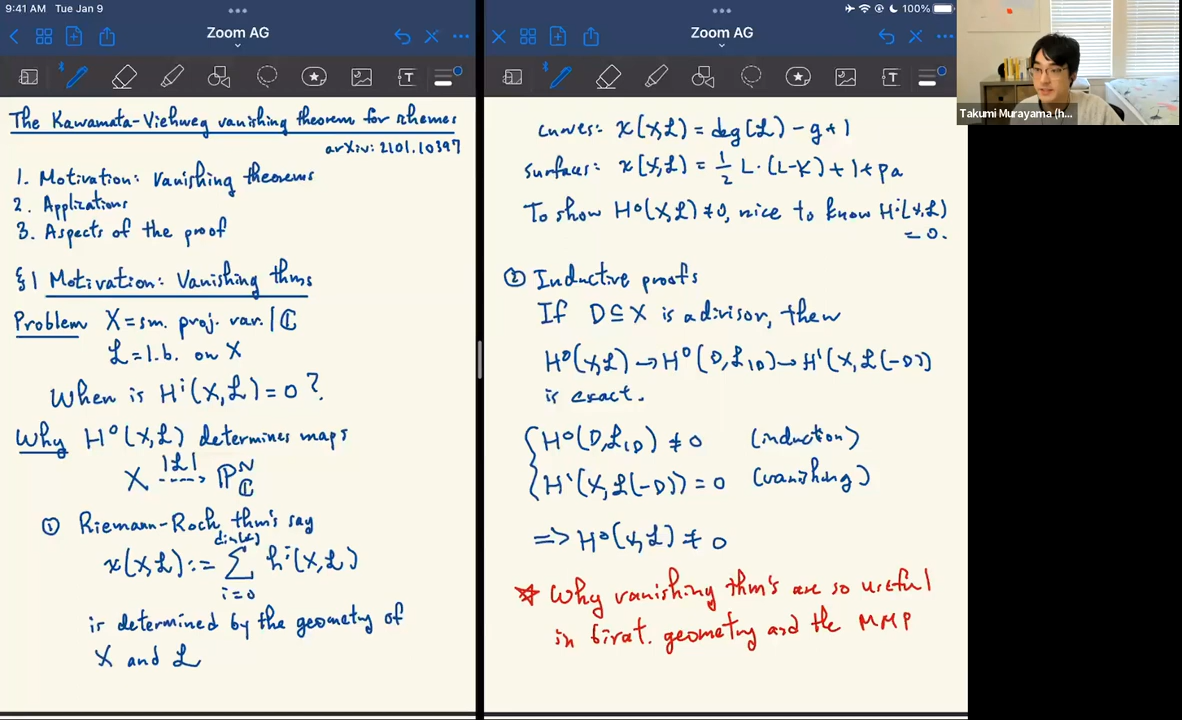 9:41 AM Tue Jan 9
100%
Zoom AG
Zoom AG
Takumi Murayama (h...
The Kawamata-Viehweg vanishing theorem for schemes
arXiv: 2101.10397
1. Motivation: Vanishing theorems
2. Applications
3. Aspects of the proof
§1 Motivation: Vanishing thms
Problem X = sm. proj. var. / ℂ
ℒ = l.b. on X
When is Hⁱ(X,ℒ) = 0?
Why H⁰(X,ℒ) determines maps
X --|ℒ|--> ℙᴺ_ℂ
① Riemann-Roch thm's say
χ(X,ℒ) := Σ_{i=0}^{dim(X)} hⁱ(X,ℒ)
is determined by the geometry of
X and ℒ
curves: χ(X,ℒ) = deg(ℒ) - g + 1
surfaces: χ(X,ℒ) = 1/2 L·(L-K) + 1 + pa
To show H⁰(X,ℒ) ≠ 0, nice to know Hⁱ(X,ℒ)
= 0.
② Inductive proofs
If D ⊆ X is a divisor, then
H⁰(X,ℒ) → H⁰(D,ℒ|D) → H¹(X,ℒ(-D))
is exact.
{ H⁰(D,ℒ|D) ≠ 0 (induction)
H¹(X,ℒ(-D)) = 0 (vanishing)
=> H⁰(X,ℒ) ≠ 0
☆ Why vanishing thm's are so useful
in birat. geometry and the MMP